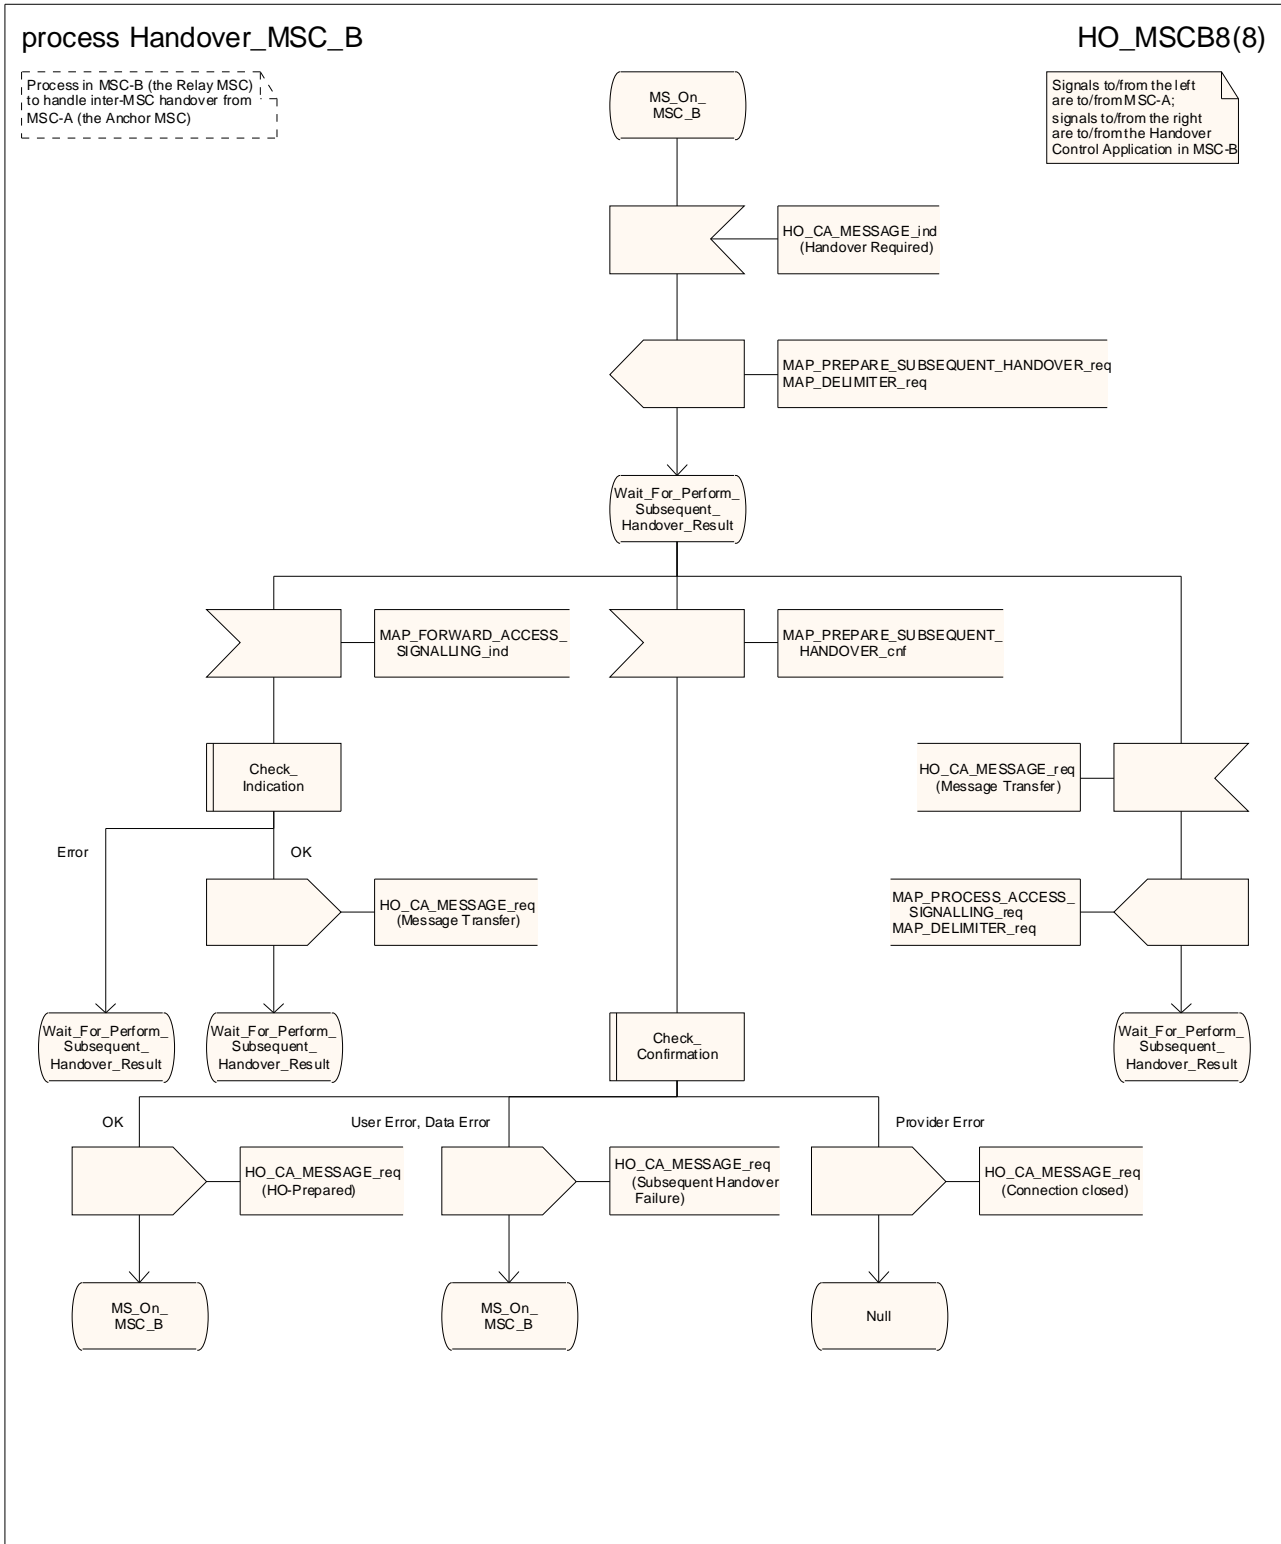 process Handover_MSC_B
HO_MSCB8(8)
Process in MSC-B (the Relay MSC)
to handle inter-MSC handover from
MSC-A (the Anchor MSC)
Signals to/from the left
are to/from MSC-A;
signals to/from the right
are to/from the Handover
Control Application in MSC-B
MS_On_
MSC_B
HO_CA_MESSAGE_ind
(Handover Required)
MAP_PREPARE_SUBSEQUENT_HANDOVER_req
MAP_DELIMITER_req
Wait_For_Perform_
Subsequent_
Handover_Result
MAP_FORWARD_ACCESS_
SIGNALLING_ind
MAP_PREPARE_SUBSEQUENT_
HANDOVER_cnf
Check_
Indication
HO_CA_MESSAGE_req
(Message Transfer)
Error
OK
HO_CA_MESSAGE_req
(Message Transfer)
MAP_PROCESS_ACCESS_
SIGNALLING_req
MAP_DELIMITER_req
Wait_For_Perform_
Subsequent_
Handover_Result
Wait_For_Perform_
Subsequent_
Handover_Result
Check_
Confirmation
Wait_For_Perform_
Subsequent_
Handover_Result
OK
User Error, Data Error
Provider Error
HO_CA_MESSAGE_req
(HO-Prepared)
HO_CA_MESSAGE_req
(Subsequent Handover
Failure)
HO_CA_MESSAGE_req
(Connection closed)
MS_On_
MSC_B
MS_On_
MSC_B
Null